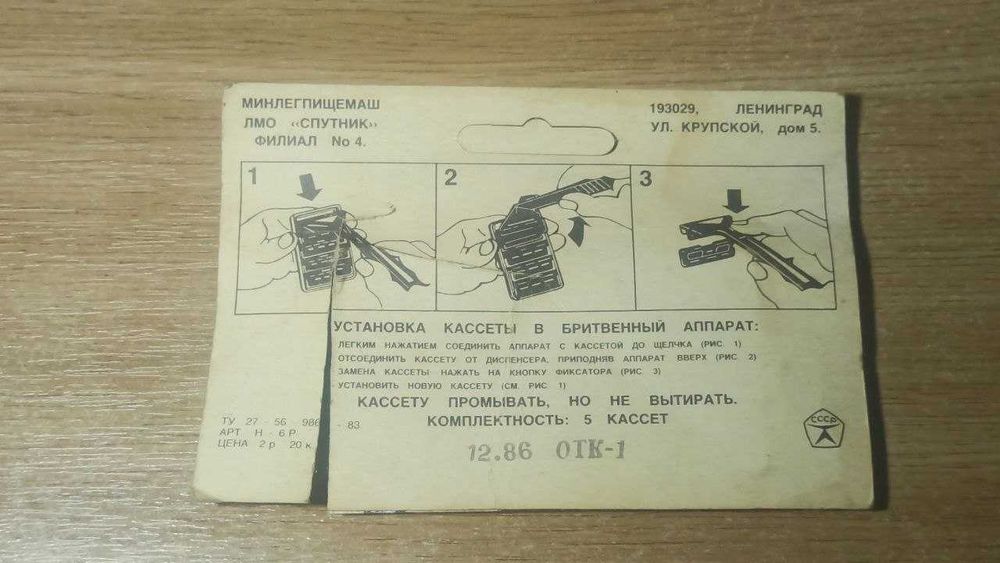 МИНЛЕГПИЩЕМАШ
ЛМО «СПУТНИК»
ФИЛИАЛ No 4.
193029, ЛЕНИНГРАД
УЛ. КРУПСКОЙ, дом 5.
1
2
3
УСТАНОВКА КАССЕТЫ В БРИТВЕННЫЙ АППАРАТ:
ЛЕГКИМ НАЖАТИЕМ СОЕДИНИТЬ АППАРАТ С КАССЕТОЙ ДО ЩЕЛЧКА (РИС. 1)
ОТСОЕДИНИТЬ КАССЕТУ ОТ ДИСПЕНСЕРА, ПРИПОДНЯВ АППАРАТ ВВЕРХ (РИС. 2)
ЗАМЕНА КАССЕТЫ- НАЖАТЬ НА КНОПКУ ФИКСАТОРА (РИС. 3)
УСТАНОВИТЬ НОВУЮ КАССЕТУ (СМ. РИС 1)
КАССЕТУ ПРОМЫВАТЬ, НО НЕ ВЫТИРАТЬ.
КОМПЛЕКТНОСТЬ: 5 КАССЕТ
ТУ 27 - 56 986 - 83
АРТ. Н - 6 Р.
ЦЕНА 2 р 20 к
12.86 ОТК-1
СССР